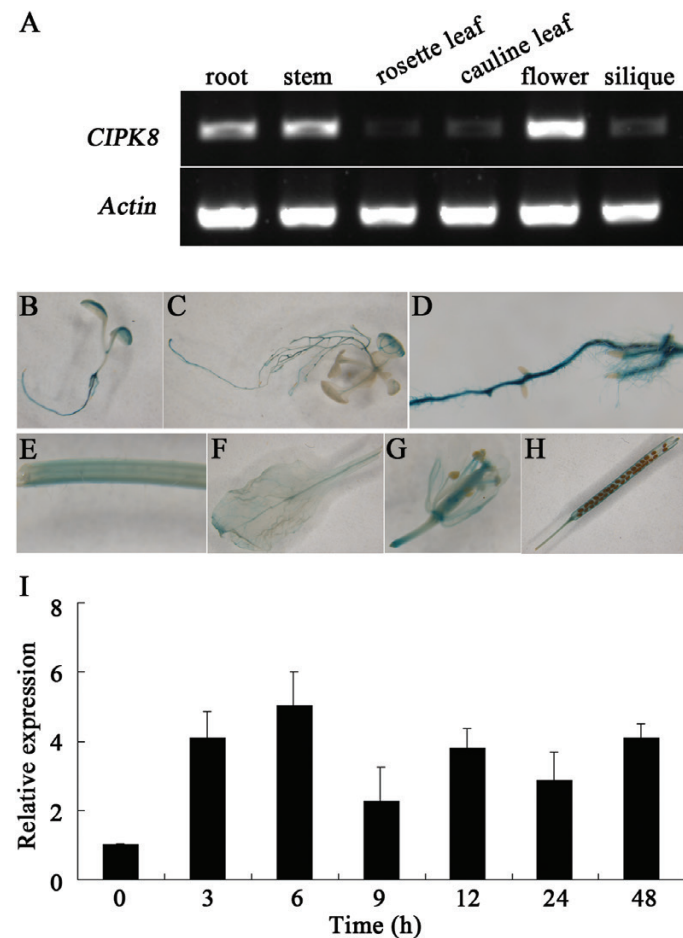 A
root stem rosette leaf cauline leaf flower silique
CIPK8
Actin
B C D
E F G H
I
8
6
4
2
0
Relative expression
0 3 6 9 12 24 48
Time (h)